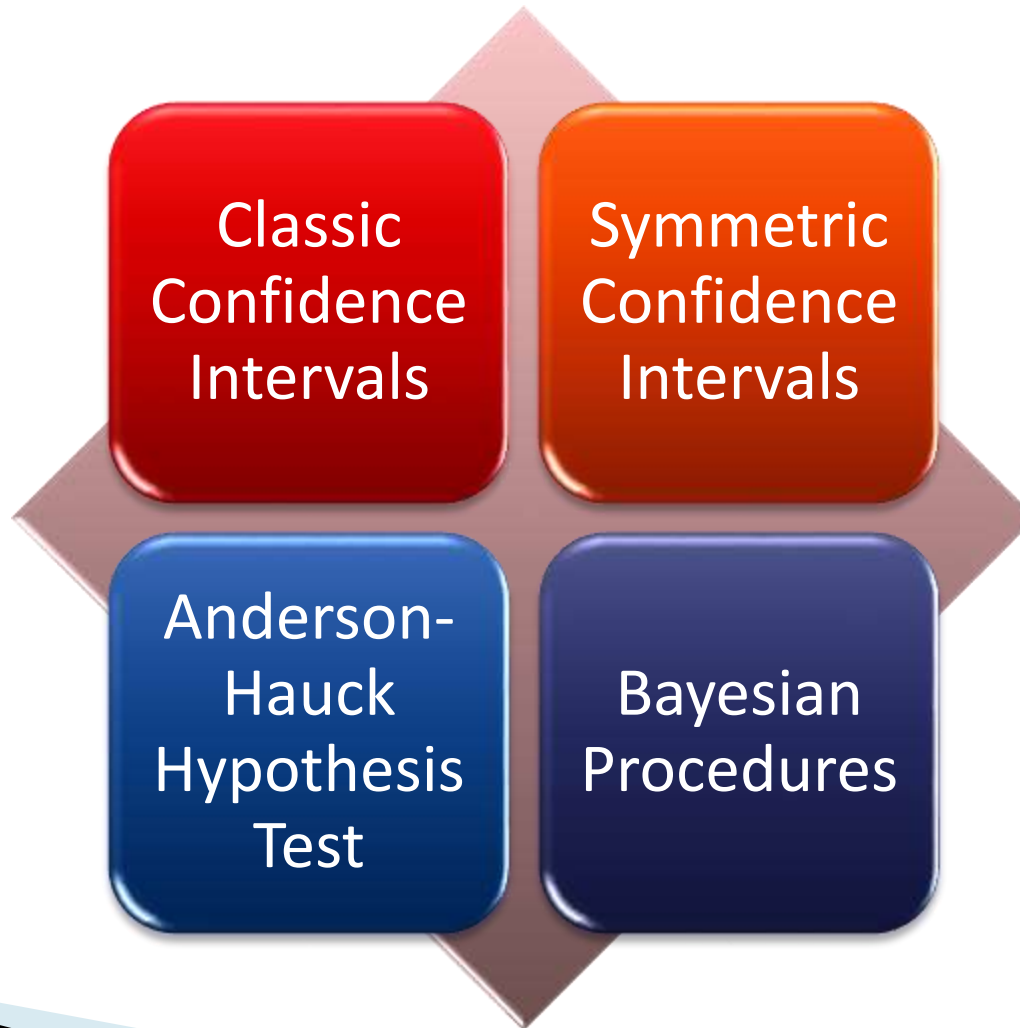 Classic
Confidence
Intervals
Symmetric
Confidence
Intervals
Anderson-
Hauck
Hypothesis
Test
Bayesian
Procedures